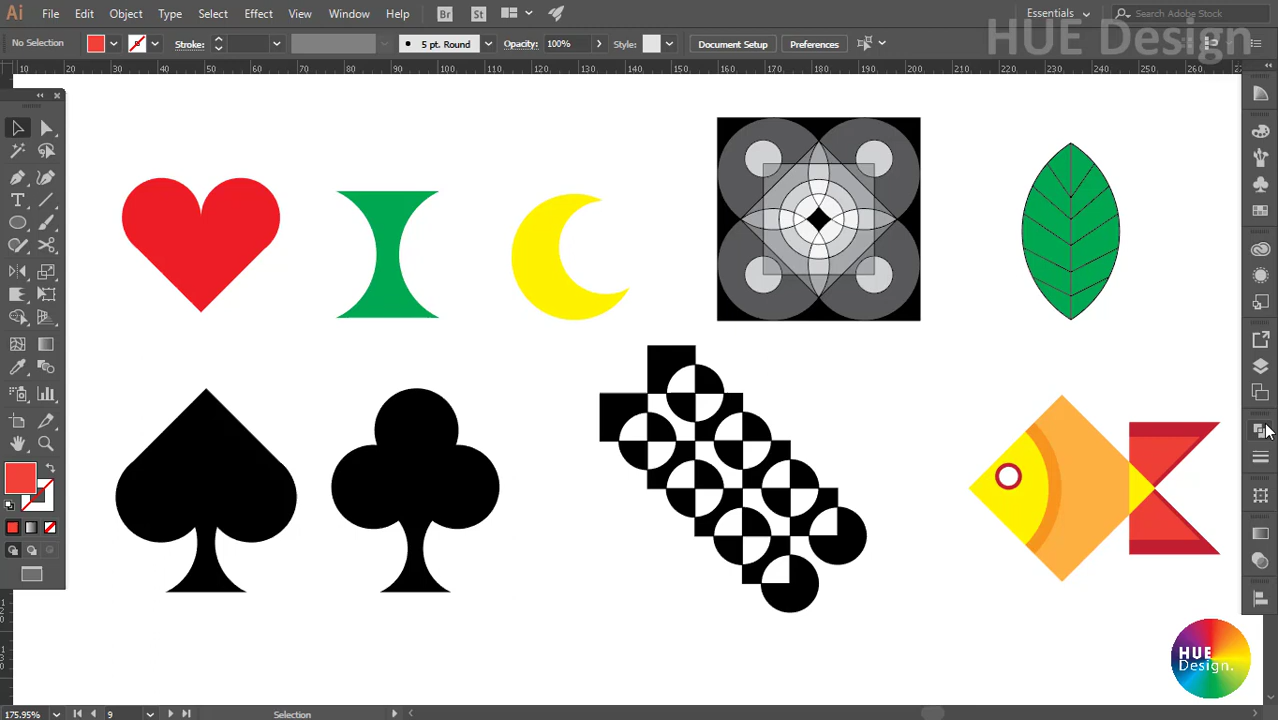 Ai File Edit Object Type Select Effect View Window Help Br St Essentials Search Adobe Stock
HUE Design
No Selection Stroke: 5 pt. Round Opacity: 100% Style: Document Setup Preferences
10 20 30 40 50 60 70 80 90 100 110 120 130 140 150 160 170 180 190 200 210 220 230 240 250 260
HUE
Design.
175.95% 9 Selection